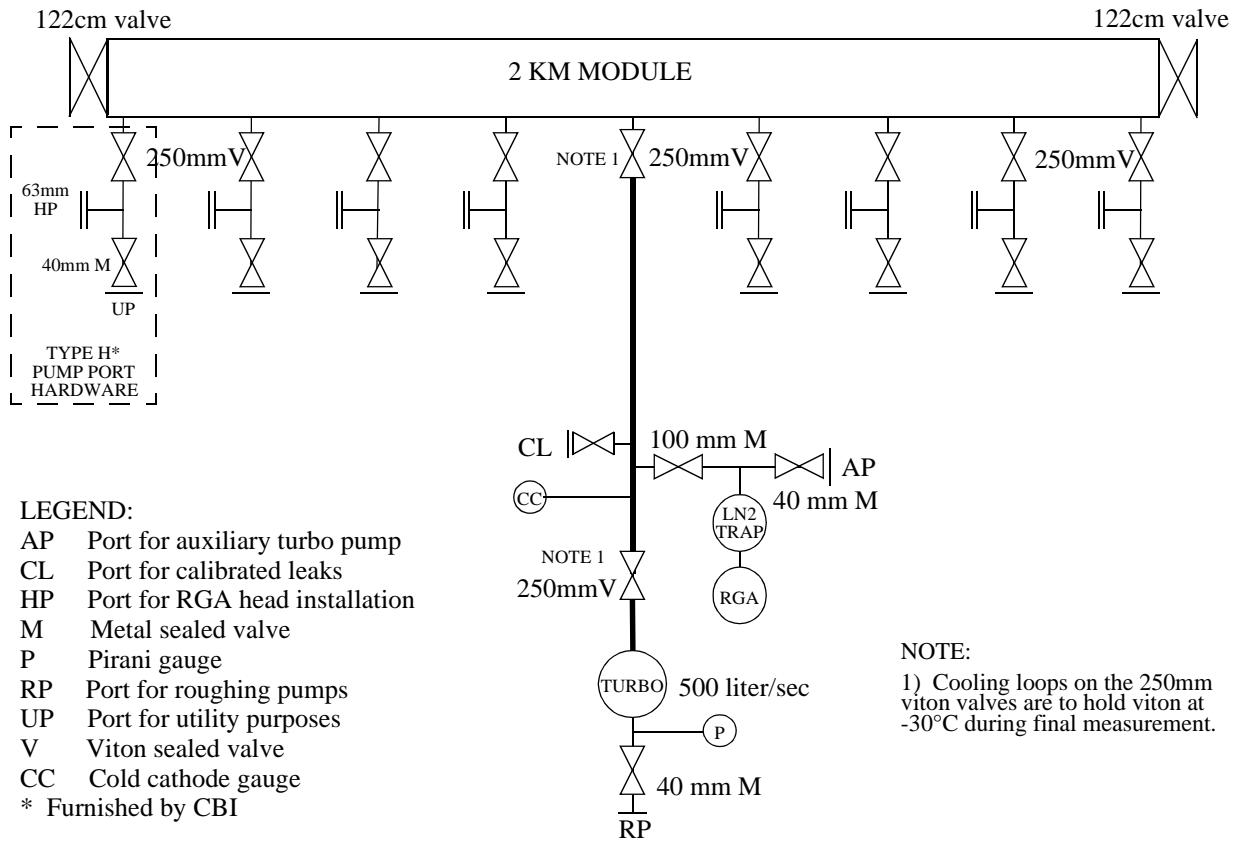 122cm valve
122cm valve
2 KM MODULE
250mmV
NOTE 1
250mmV
250mmV
63mm
HP
40mm M
UP
TYPE H*
PUMP PORT
HARDWARE
CL
100 mm M
AP
40 mm M
CC
LN2
TRAP
NOTE 1
250mmV
RGA
TURBO
500 liter/sec
P
40 mm M
RP
LEGEND:
AP Port for auxiliary turbo pump
CL Port for calibrated leaks
HP Port for RGA head installation
M Metal sealed valve
P Pirani gauge
RP Port for roughing pumps
UP Port for utility purposes
V Viton sealed valve
CC Cold cathode gauge
* Furnished by CBI
NOTE:
1) Cooling loops on the 250mm
viton valves are to hold viton at
-30°C during final measurement.